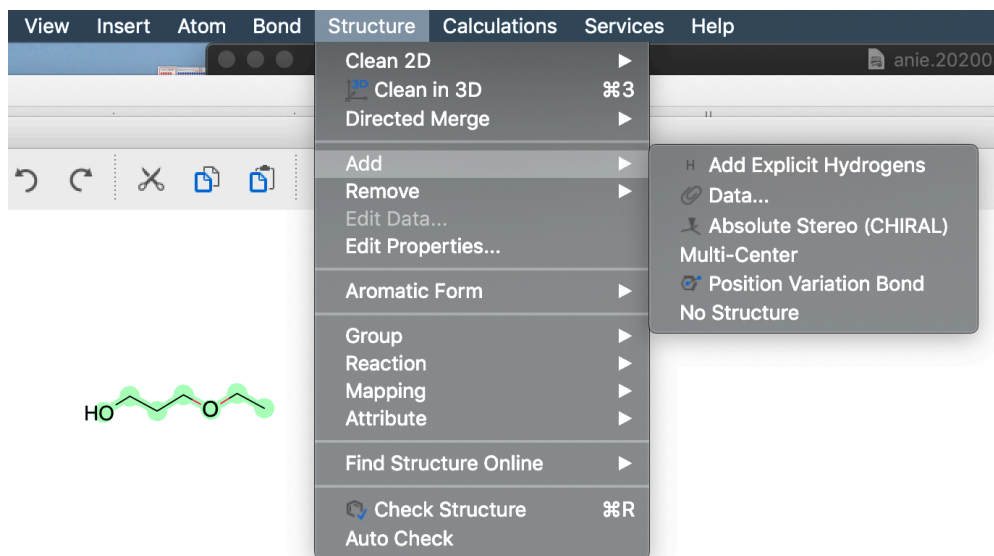 View Insert Atom Bond Structure Calculations Services Help
anie.20200
Clean 2D
3D Clean in 3D ⌘3
Directed Merge
Add
Remove
Edit Data...
Edit Properties...
Aromatic Form
Group
Reaction
Mapping
Attribute
Find Structure Online
Check Structure ⌘R
Auto Check
H Add Explicit Hydrogens
Data...
Absolute Stereo (CHIRAL)
Multi-Center
Position Variation Bond
No Structure
HO O